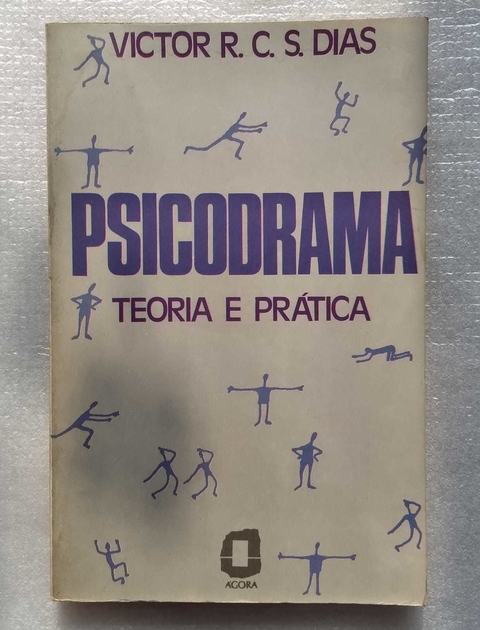 VICTOR R. C. S. DIAS
PSICODRAMA
TEORIA E PRÁTICA
ÁGORA